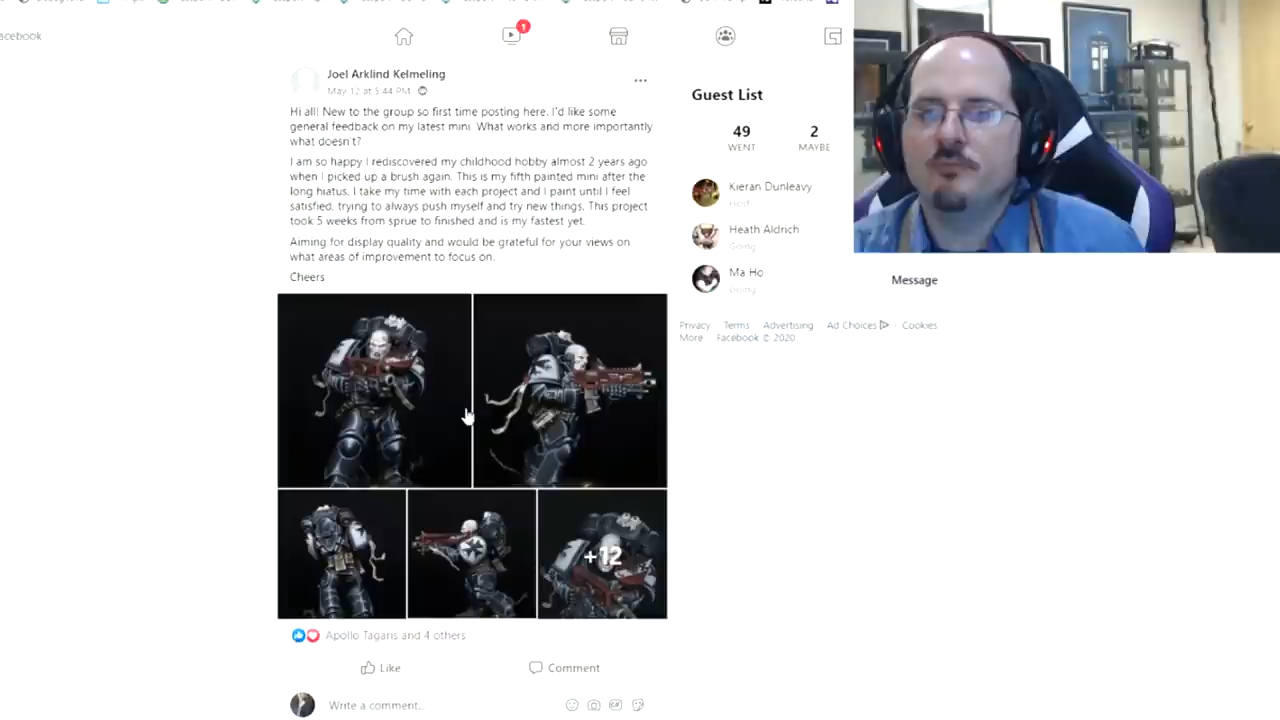 acebook
1
Joel Arklind Kelmeling
May 12 at 5:44 PM
Hi all! New to the group so first time posting here. I'd like some
general feedback on my latest mini. What works and more importantly
what doesn't?
I am so happy I rediscovered my childhood hobby almost 2 years ago
when I picked up a brush again. This is my fifth painted mini after the
long hiatus. I take my time with each project and I paint until I feel
satisfied, trying to always push myself and try new things. This project
took 5 weeks from sprue to finished and is my fastest yet.
Aiming for display quality and would be grateful for your views on
what areas of improvement to focus on.
Cheers
+12
Apollo Tagaris and 4 others
Like Comment
Write a comment...
Guest List
49 2
WENT MAYBE
Kieran Dunleavy
Host
Heath Aldrich
Going
Ma Ho
Going
Message
Privacy Terms Advertising Ad Choices Cookies
More Facebook © 2020